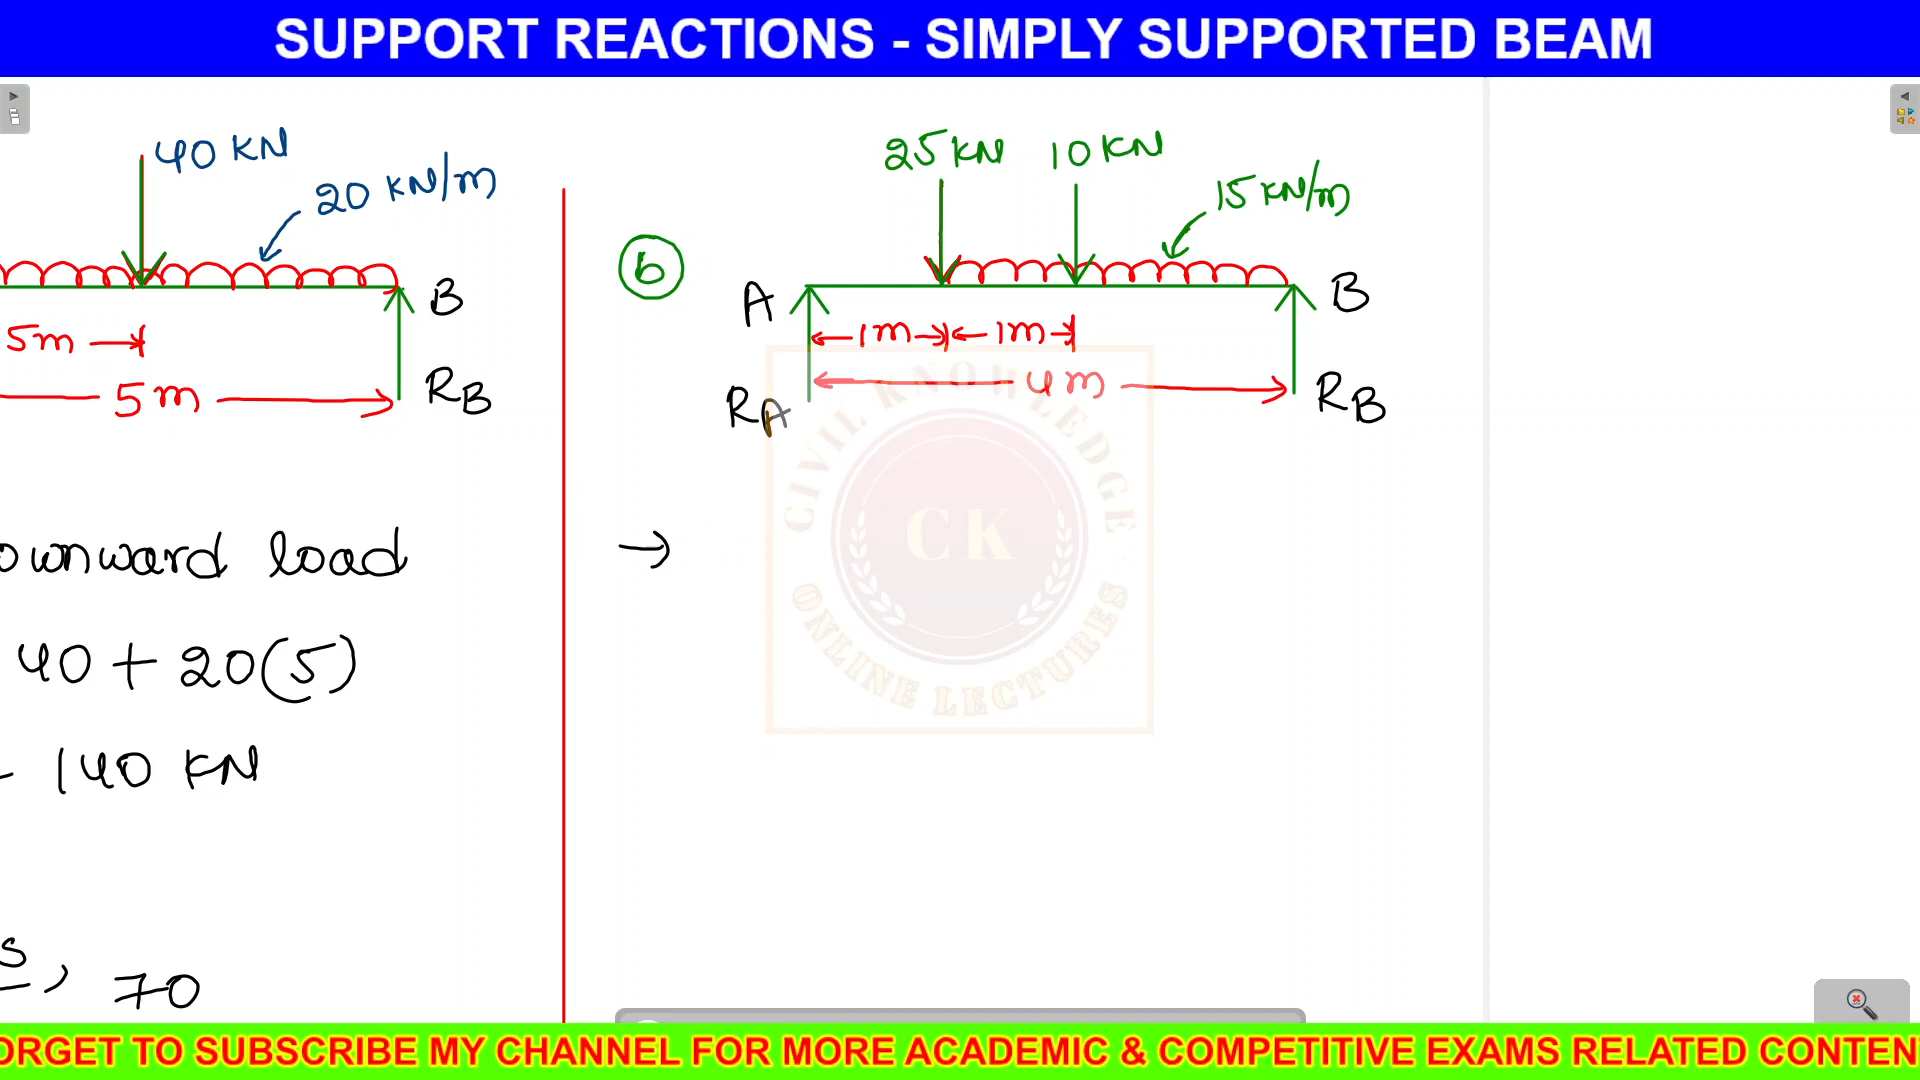 SUPPORT REACTIONS - SIMPLY SUPPORTED BEAM
40 KN
20 KN/m
B
5m
5m
RB
ownward load
40 + 20(5)
140 KN
s, 70
b
25 KN 10 KN
15 KN/m
A
B
1m 1m
4m
RA
RB
→
CIVIL KNOWLEDGE
CK
ONLINE LECTURES
ORGET TO SUBSCRIBE MY CHANNEL FOR MORE ACADEMIC & COMPETITIVE EXAMS RELATED CONTEN